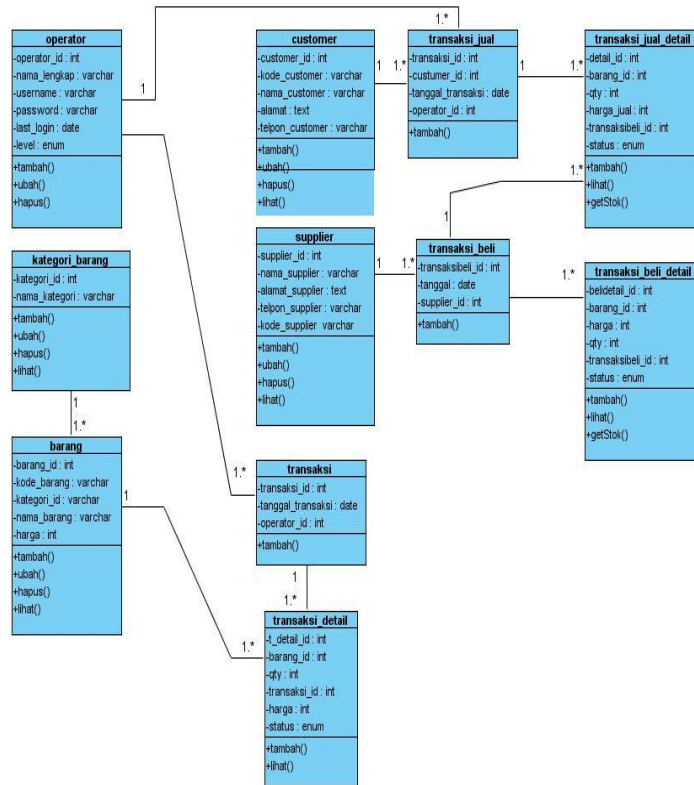 operator
-operator_id : int
-nama_lengkap : varchar
-username : varchar
-password : varchar
-last_login : date
-level : enum
+tambah()
+ubah()
+hapus()
1
1.*
customer
-customer_id : int
-kode_customer : varchar
-nama_customer : varchar
-alamat : text
-telpon_customer : varchar
+tambah()
+ubah()
+hapus()
+lihat()
1
1.*
transaksi_jual
-transaksi_id : int
-custumer_id : int
-tanggal_transaksi : date
-operator_id : int
+tambah()
1
1.*
transaksi_jual_detail
-detail_id : int
-barang_id : int
-qty : int
-harga_jual : int
-transaksibeli_id : int
-status : enum
+tambah()
+lihat()
+getStok()
1.*
1
kategori_barang
-kategori_id : int
-nama_kategori : varchar
+tambah()
+ubah()
+hapus()
+lihat()
1
1.*
supplier
-supplier_id : int
-nama_supplier : varchar
-alamat_supplier : text
-telpon_supplier : varchar
-kode_supplier varchar
+tambah()
+ubah()
+hapus()
+lihat()
1
1.*
transaksi_beli
-transaksibeli_id : int
-tanggal : date
-supplier_id : int
+tambah()
1.*
transaksi_beli_detail
-belidetail_id : int
-barang_id : int
-harga : int
-qty : int
-transaksibeli_id : int
-status : enum
+tambah()
+lihat()
+getStok()
barang
-barang_id : int
-kode_barang : varchar
-kategori_id : varchar
-nama_barang : varchar
-harga : int
+tambah()
+ubah()
+hapus()
+lihat()
1
1.*
transaksi
-transaksi_id : int
-tanggal_transaksi : date
-operator_id : int
+tambah()
1
1.*
1.*
transaksi_detail
-t_detail_id : int
-barang_id : int
-qty : int
-transaksi_id : int
-harga : int
-status : enum
+tambah()
+lihat()